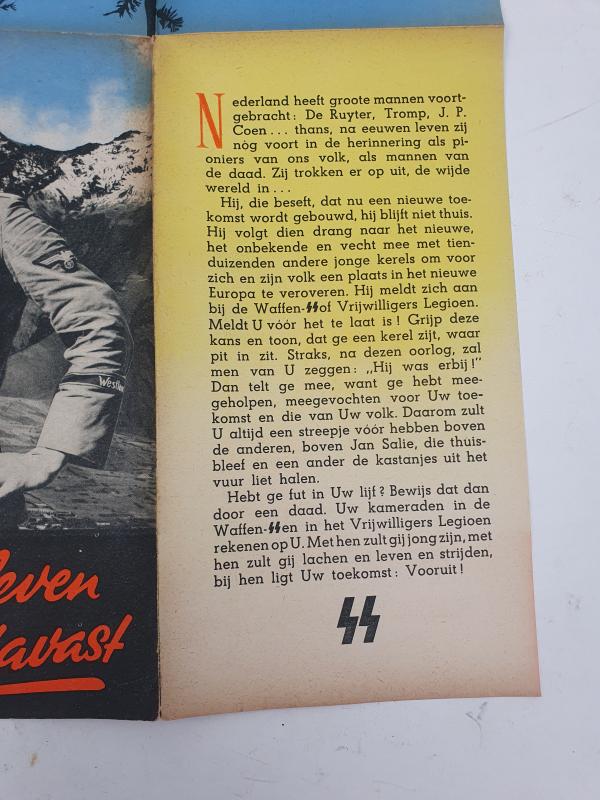 Nederland heeft groote mannen voort-
gebracht: De Ruyter, Tromp, J. P.
Coen ... thans, na eeuwen leven zij
nòg voort in de herinnering als pi-
oniers van ons volk, als mannen van
de daad. Zij trokken er op uit, de wijde
wereld in ...
Hij, die beseft, dat nu een nieuwe toe-
komst wordt gebouwd, hij blijft niet thuis.
Hij volgt dien drang naar het nieuwe,
het onbekende en vecht mee met tien-
duizenden andere jonge kerels om voor
zich en zijn volk een plaats in het nieuwe
Europa te veroveren. Hij meldt zich aan
bij de Waffen-SS of Vrijwilligers Legioen.
Meldt U vóór het te laat is! Grijp deze
kans en toon, dat ge een kerel zijt, waar
pit in zit. Straks, na dezen oorlog, zal
men van U zeggen: „Hij was erbij!"
Dan telt ge mee, want ge hebt mee-
geholpen, meegevochten voor Uw toe-
komst en die van Uw volk. Daarom zult
U altijd een streepje vóór hebben boven
de anderen, boven Jan Salie, die thuis-
bleef en een ander de kastanjes uit het
vuur liet halen.
Hebt ge fut in Uw lijf? Bewijs dat dan
door een daad. Uw kameraden in de
Waffen-SS en in het Vrijwilligers Legioen
rekenen op U. Met hen zult gij jong zijn, met
hen zult gij lachen en leven en strijden,
bij hen ligt Uw toekomst: Vooruit!
SS